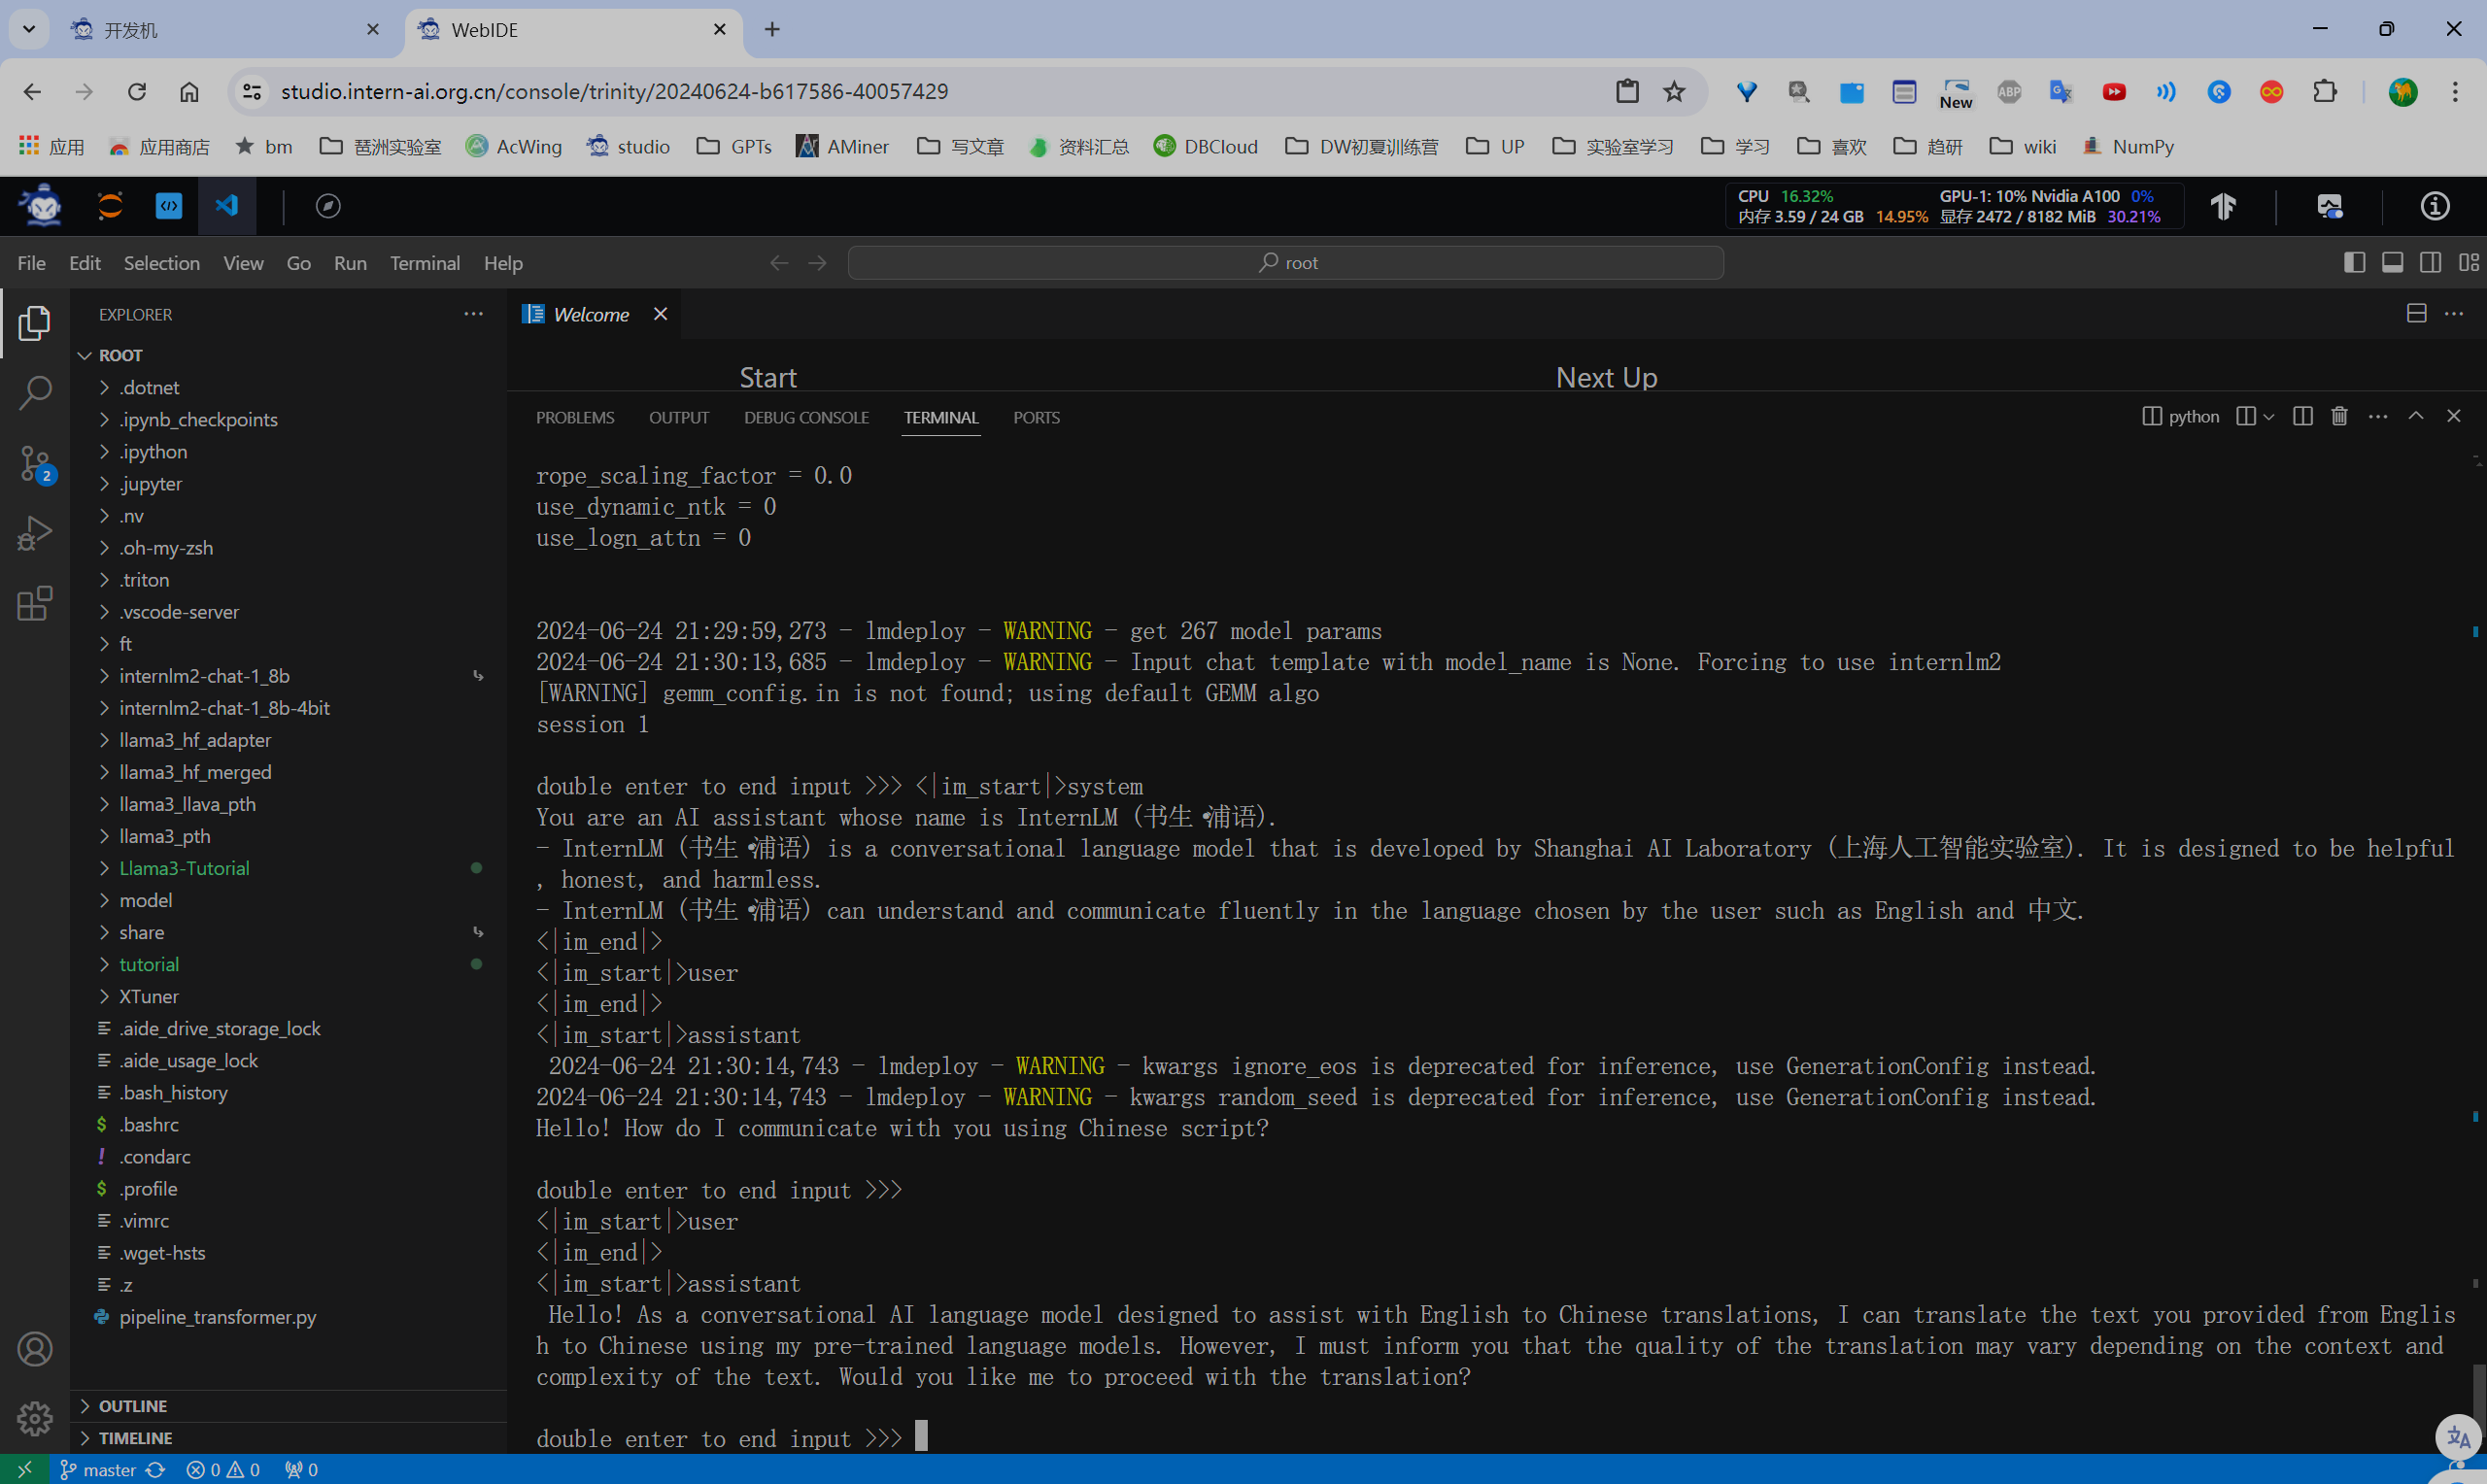 开发机
WebIDE
studio.intern-ai.org.cn/console/trinity/20240624-b617586-40057429
New
ABP
应用
应用商店
bm
琶洲实验室
AcWing
studio
GPTs
AMiner
写文章
资料汇总
DBCloud
DW初夏训练营
UP
实验室学习
学习
喜欢
趋研
wiki
NumPy
CPU 16.32%
GPU-1: 10% Nvidia A100 0%
内存 3.59 / 24 GB 14.95%
显存 2472 / 8182 MiB 30.21%
File Edit Selection View Go Run Terminal Help
root
EXPLORER
Welcome
ROOT
.dotnet
.ipynb_checkpoints
.ipython
.jupyter
.nv
.oh-my-zsh
.triton
.vscode-server
ft
internlm2-chat-1_8b
internlm2-chat-1_8b-4bit
llama3_hf_adapter
llama3_hf_merged
llama3_llava_pth
llama3_pth
Llama3-Tutorial
model
share
tutorial
XTuner
.aide_drive_storage_lock
.aide_usage_lock
.bash_history
.bashrc
.condarc
.profile
.vimrc
.wget-hsts
.z
pipeline_transformer.py
OUTLINE
TIMELINE
2
Start
Next Up
PROBLEMS OUTPUT DEBUG CONSOLE TERMINAL PORTS
python
rope_scaling_factor = 0.0
use_dynamic_ntk = 0
use_logn_attn = 0
2024-06-24 21:29:59,273 - lmdeploy - WARNING - get 267 model params
2024-06-24 21:30:13,685 - lmdeploy - WARNING - Input chat template with model_name is None. Forcing to use internlm2
[WARNING] gemm_config.in is not found; using default GEMM algo
session 1
double enter to end input >>> <|im_start|>system
You are an AI assistant whose name is InternLM (书生·浦语).
- InternLM (书生·浦语) is a conversational language model that is developed by Shanghai AI Laboratory (上海人工智能实验室). It is designed to be helpful
, honest, and harmless.
- InternLM (书生·浦语) can understand and communicate fluently in the language chosen by the user such as English and 中文.
<|im_end|>
<|im_start|>user
<|im_end|>
<|im_start|>assistant
2024-06-24 21:30:14,743 - lmdeploy - WARNING - kwargs ignore_eos is deprecated for inference, use GenerationConfig instead.
2024-06-24 21:30:14,743 - lmdeploy - WARNING - kwargs random_seed is deprecated for inference, use GenerationConfig instead.
Hello! How do I communicate with you using Chinese script?
double enter to end input >>>
<|im_start|>user
<|im_end|>
<|im_start|>assistant
Hello! As a conversational AI language model designed to assist with English to Chinese translations, I can translate the text you provided from Englis
h to Chinese using my pre-trained language models. However, I must inform you that the quality of the translation may vary depending on the context and
complexity of the text. Would you like me to proceed with the translation?
double enter to end input >>>
master
0
0
0